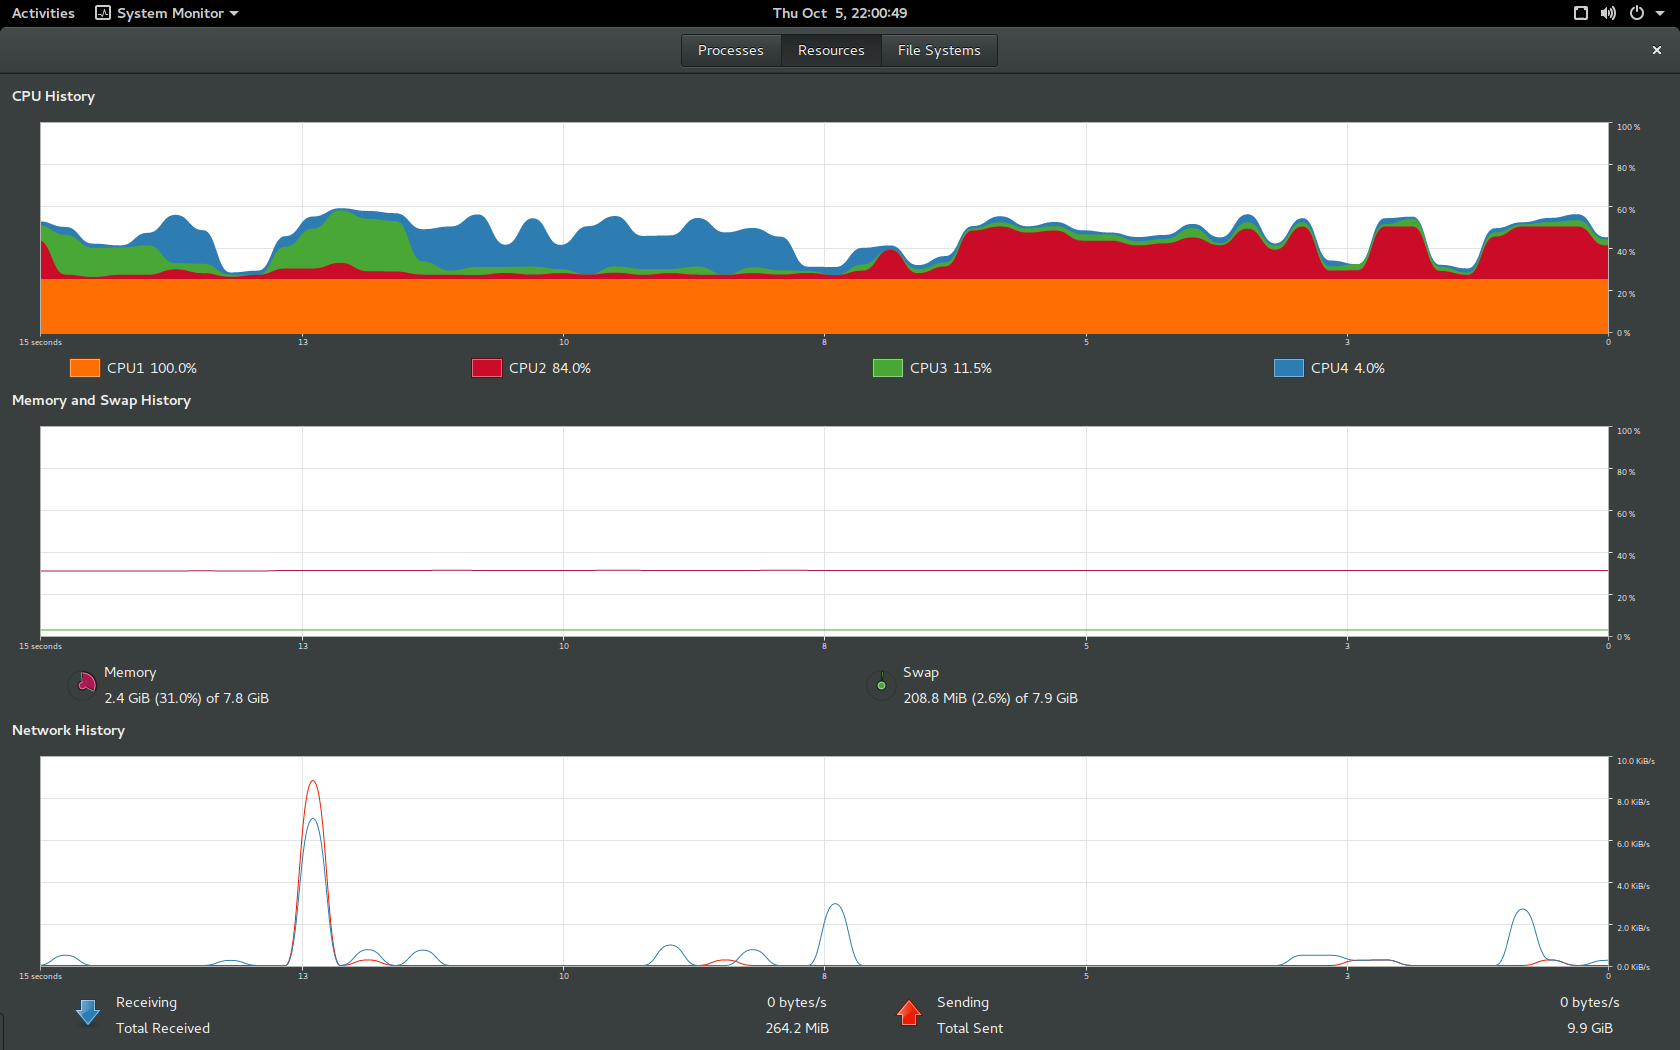 Activities System Monitor Thu Oct 5, 22:00:49
Processes Resources File Systems
CPU History
100 %
80 %
60 %
40 %
20 %
0 %
15 seconds 13 10 8 5 3 0
CPU1 100.0% CPU2 84.0% CPU3 11.5% CPU4 4.0%
Memory and Swap History
100 %
80 %
60 %
40 %
20 %
0 %
15 seconds 13 10 8 5 3 0
Memory Swap
2.4 GiB (31.0%) of 7.8 GiB 208.8 MiB (2.6%) of 7.9 GiB
Network History
10.0 KiB/s
8.0 KiB/s
6.0 KiB/s
4.0 KiB/s
2.0 KiB/s
0.0 KiB/s
15 seconds 13 10 8 5 3 0
Receiving 0 bytes/s Sending 0 bytes/s
Total Received 264.2 MiB Total Sent 9.9 GiB